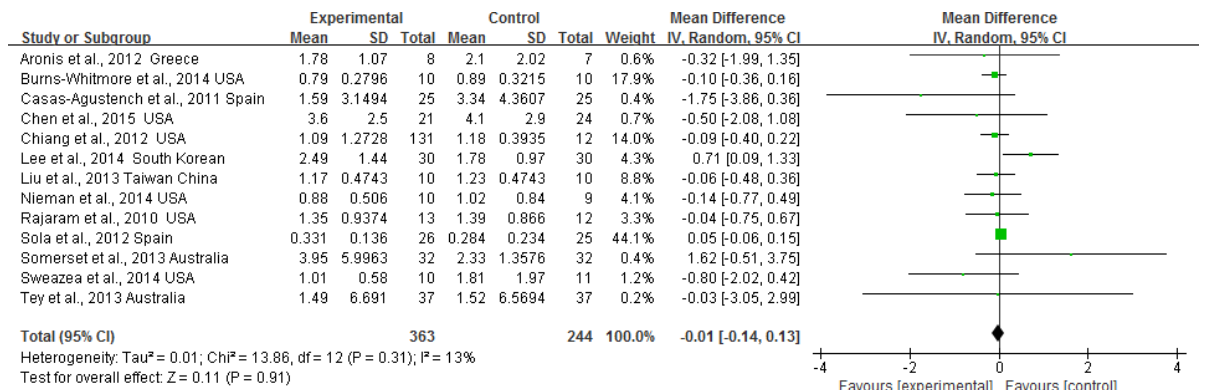 Experimental Control Mean Difference Mean Difference
Study or Subgroup Mean SD Total Mean SD Total Weight IV, Random, 95% CI IV, Random, 95% CI
Aronis et al., 2012 Greece 1.78 1.07 8 2.1 2.02 7 0.6% -0.32 [-1.99, 1.35]
Burns-Whitmore et al., 2014 USA 0.79 0.2796 10 0.89 0.3215 10 17.9% -0.10 [-0.36, 0.16]
Casas-Agustench et al., 2011 Spain 1.59 3.1494 25 3.34 4.3607 25 0.4% -1.75 [-3.86, 0.36]
Chen et al., 2015 USA 3.6 2.5 21 4.1 2.9 24 0.7% -0.50 [-2.08, 1.08]
Chiang et al., 2012 USA 1.09 1.2728 131 1.18 0.3935 12 14.0% -0.09 [-0.40, 0.22]
Lee et al., 2014 South Korean 2.49 1.44 30 1.78 0.97 30 4.3% 0.71 [0.09, 1.33]
Liu et al., 2013 Taiwan China 1.17 0.4743 10 1.23 0.4743 10 8.8% -0.06 [-0.48, 0.36]
Nieman et al., 2014 USA 0.88 0.506 10 1.02 0.84 9 4.1% -0.14 [-0.77, 0.49]
Rajaram et al., 2010 USA 1.35 0.9374 13 1.39 0.866 12 3.3% -0.04 [-0.75, 0.67]
Sola et al., 2012 Spain 0.331 0.136 26 0.284 0.234 25 44.1% 0.05 [-0.06, 0.15]
Somerset et al., 2013 Australia 3.95 5.9963 32 2.33 1.3576 32 0.4% 1.62 [-0.51, 3.75]
Sweazea et al., 2014 USA 1.01 0.58 10 1.81 1.97 11 1.2% -0.80 [-2.02, 0.42]
Tey et al., 2013 Australia 1.49 6.691 37 1.52 6.5694 37 0.2% -0.03 [-3.05, 2.99]
Total (95% CI) 363 244 100.0% -0.01 [-0.14, 0.13]
Heterogeneity: Tau² = 0.01; Chi² = 13.86, df = 12 (P = 0.31); I² = 13%
Test for overall effect: Z = 0.11 (P = 0.91)
-4 -2 0 2 4
Favours [experimental] Favours [control]